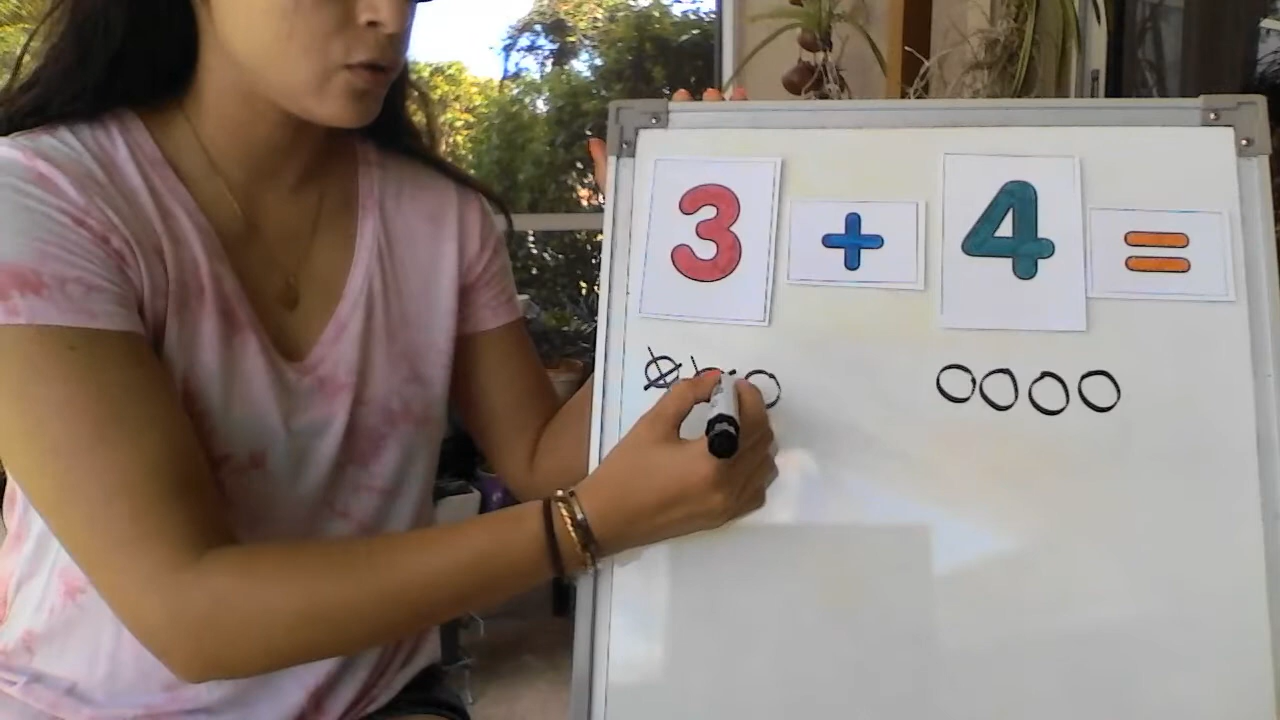 3 + 4 =